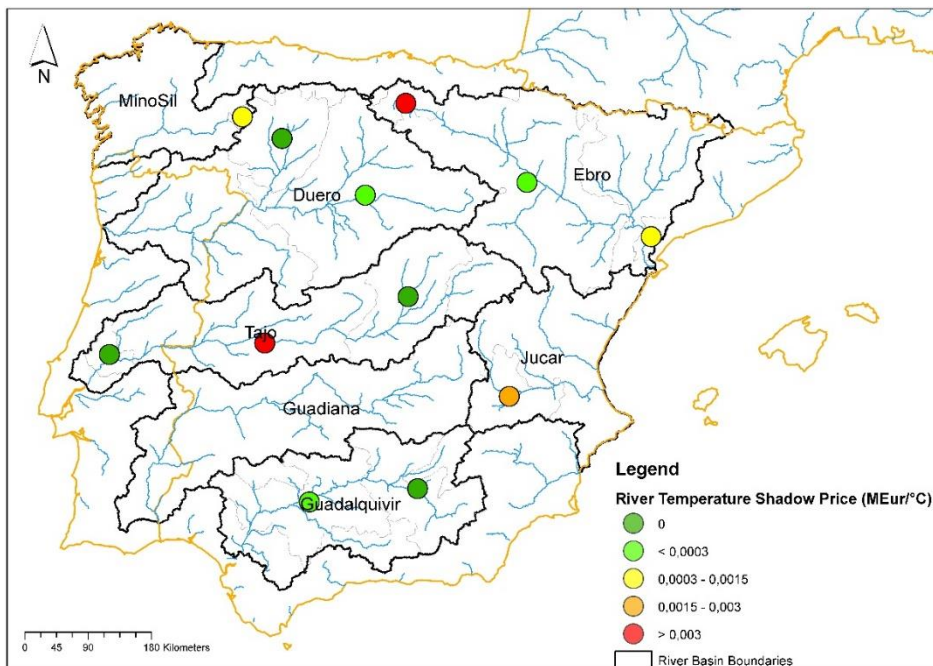 N
MinoSil
Ebro
Duero
Tajo
Jucar
Guadiana
Guadalquivir
Legend
River Temperature Shadow Price (MEur/°C)
0
< 0,0003
0,0003 - 0,0015
0,0015 - 0,003
> 0,003
River Basin Boundaries
0 45 90 180 Kilometers